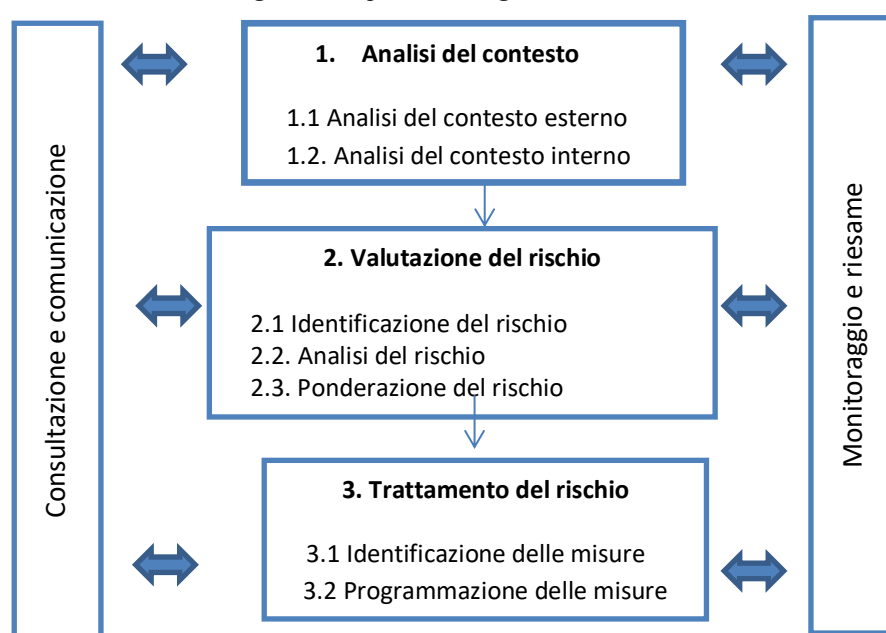 Consultazione e comunicazione
1. Analisi del contesto
1.1 Analisi del contesto esterno
1.2. Analisi del contesto interno
2. Valutazione del rischio
2.1 Identificazione del rischio
2.2. Analisi del rischio
2.3. Ponderazione del rischio
3. Trattamento del rischio
3.1 Identificazione delle misure
3.2 Programmazione delle misure
Monitoraggio e riesame